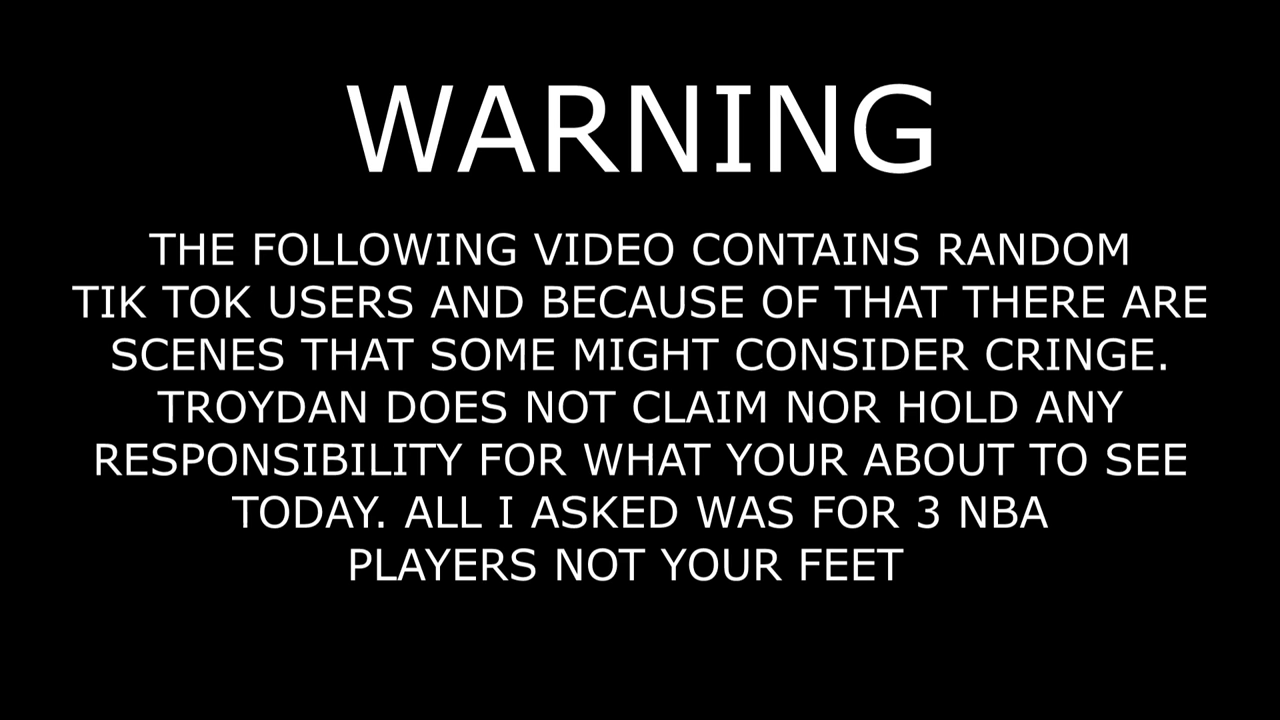 WARNING
THE FOLLOWING VIDEO CONTAINS RANDOM
TIK TOK USERS AND BECAUSE OF THAT THERE ARE
SCENES THAT SOME MIGHT CONSIDER CRINGE.
TROYDAN DOES NOT CLAIM NOR HOLD ANY
RESPONSIBILITY FOR WHAT YOUR ABOUT TO SEE
TODAY. ALL I ASKED WAS FOR 3 NBA
PLAYERS NOT YOUR FEET